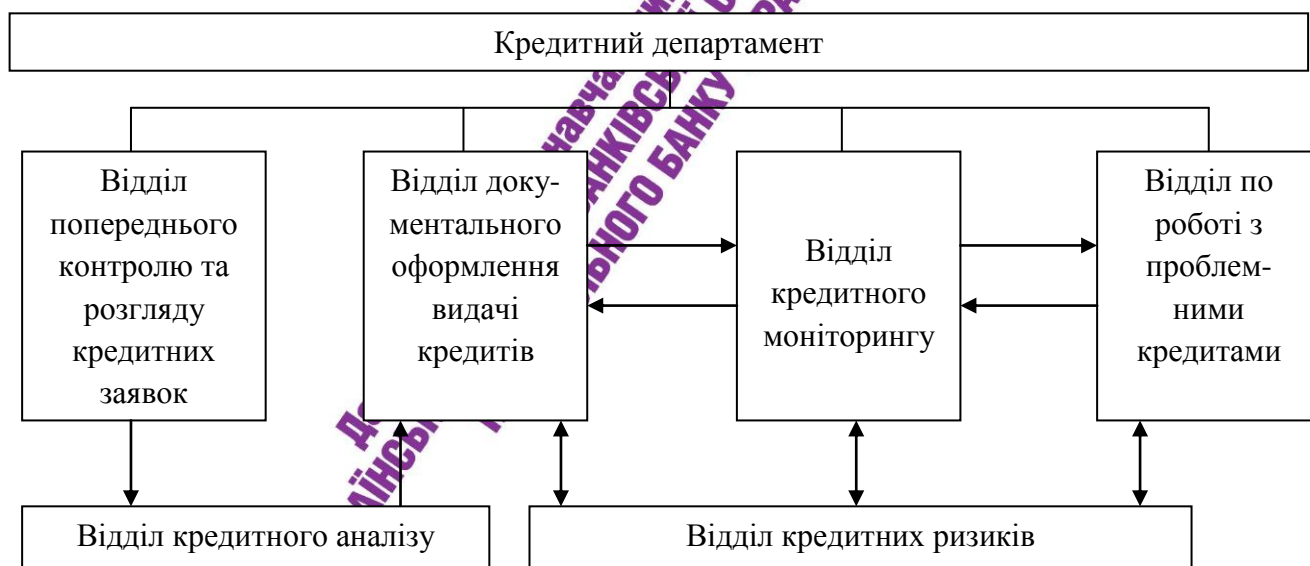 Кредитний департамент
Відділ
попереднього
контролю та
розгляду
кредитних
заявок
Відділ доку-
ментального
оформлення
видачі
кредитів
Відділ
кредитного
моніторингу
Відділ по
роботі з
проблем-
ними
кредитами
Відділ кредитного аналізу
Відділ кредитних ризиків